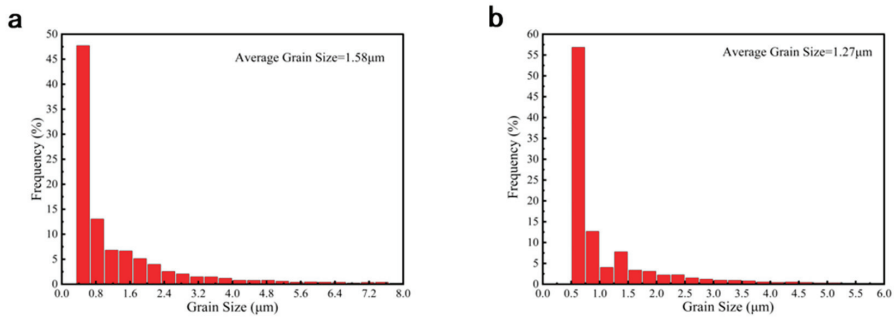 a
50
45
40
35
30
25
20
15
10
5
0
Frequency (%)
Average Grain Size=1.58μm
0.0 0.8 1.6 2.4 3.2 4.0 4.8 5.6 6.4 7.2 8.0
Grain Size (μm)
b
60
55
50
45
40
35
30
25
20
15
10
5
0
Frequency (%)
Average Grain Size=1.27μm
0.0 0.5 1.0 1.5 2.0 2.5 3.0 3.5 4.0 4.5 5.0 5.5 6.0
Grain Size (μm)